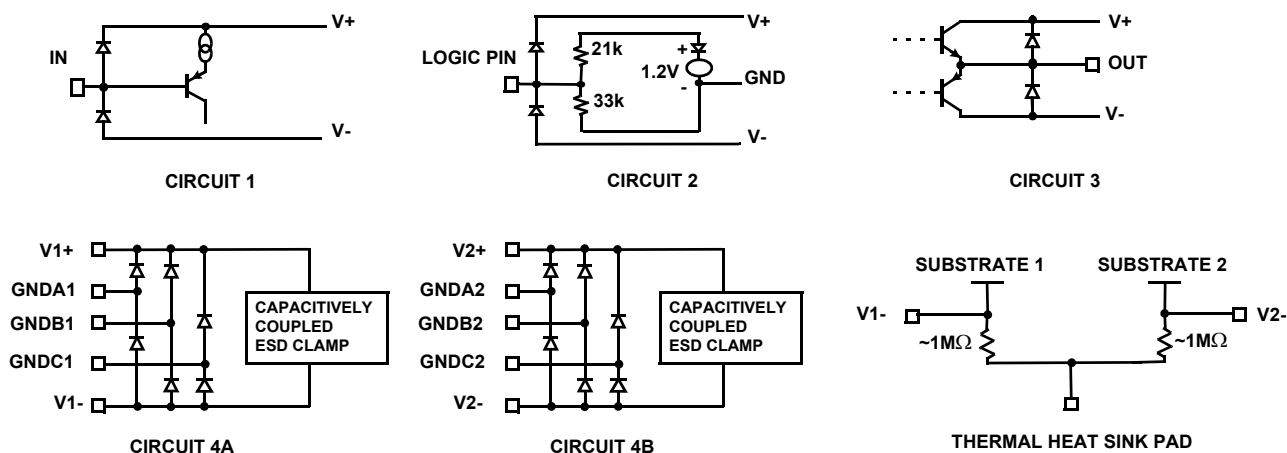 V+
IN
V-
CIRCUIT 1
V+
LOGIC PIN
21k
+
1.2V
GND
33k
-
V-
CIRCUIT 2
V+
OUT
V-
CIRCUIT 3
V1+
GNDA1
GNDB1
GNDC1
V1-
CAPACITIVELY
COUPLED
ESD CLAMP
CIRCUIT 4A
V2+
GNDA2
GNDB2
GNDC2
V2-
CAPACITIVELY
COUPLED
ESD CLAMP
CIRCUIT 4B
SUBSTRATE 1
SUBSTRATE 2
V1-
V2-
~1MΩ
~1MΩ
THERMAL HEAT SINK PAD